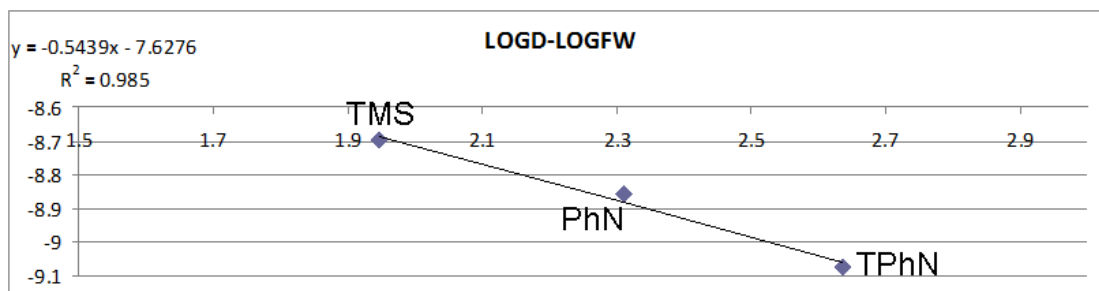 LOGD-LOGFW
y = -0.5439x - 7.6276
R² = 0.985
-8.6
TMS
1.5 1.7 1.9 2.1 2.3 2.5 2.7 2.9
-8.7
-8.8
-8.9
PhN
-9
TPhN
-9.1